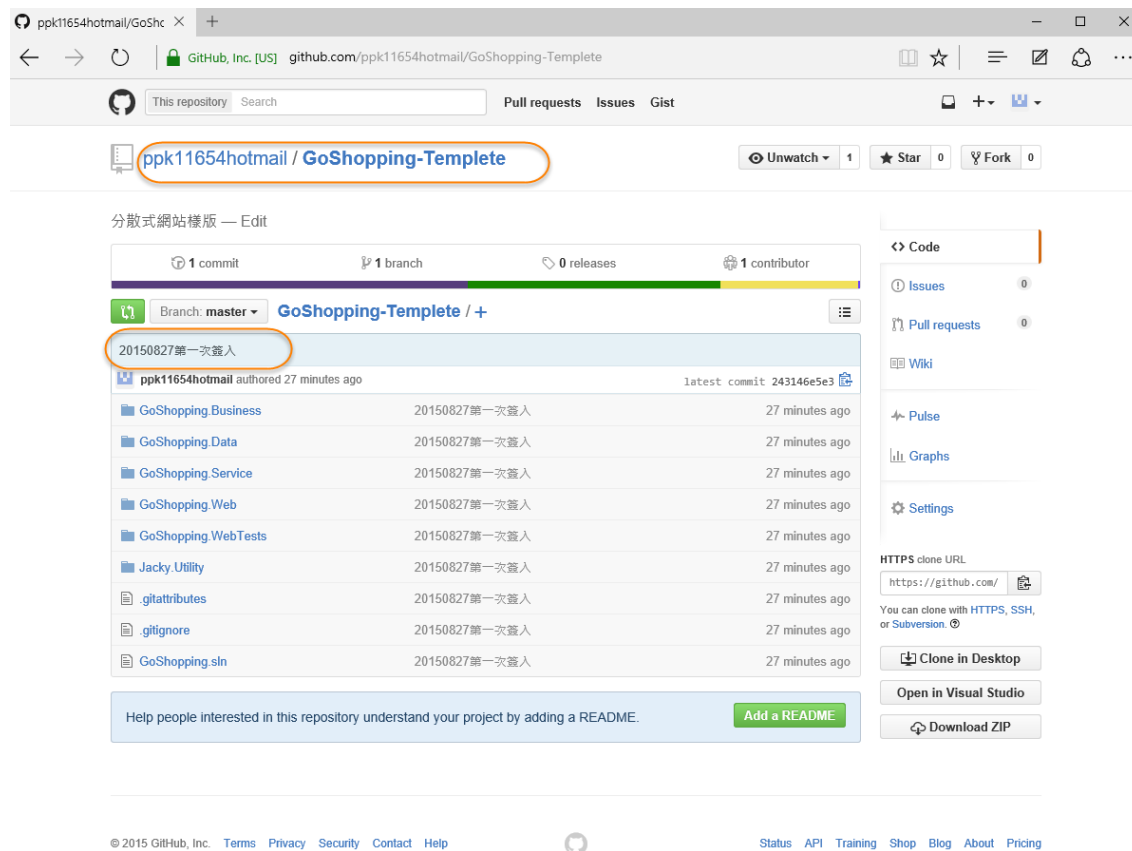 ppk11654hotmail/GoSho
GitHub, Inc. [US] github.com/ppk11654hotmail/GoShopping-Templete
This repository Search Pull requests Issues Gist
ppk11654hotmail / GoShopping-Templete
Unwatch 1 Star 0 Fork 0
分散式網站樣版 — Edit
1 commit 1 branch 0 releases 1 contributor
Branch: master GoShopping-Templete / +
20150827第一次簽入
ppk11654hotmail authored 27 minutes ago latest commit 243146e5e3
GoShopping.Business 20150827第一次簽入 27 minutes ago
GoShopping.Data 20150827第一次簽入 27 minutes ago
GoShopping.Service 20150827第一次簽入 27 minutes ago
GoShopping.Web 20150827第一次簽入 27 minutes ago
GoShopping.WebTests 20150827第一次簽入 27 minutes ago
Jacky.Utility 20150827第一次簽入 27 minutes ago
.gitattributes 20150827第一次簽入 27 minutes ago
.gitignore 20150827第一次簽入 27 minutes ago
GoShopping.sln 20150827第一次簽入 27 minutes ago
Help people interested in this repository understand your project by adding a README. Add a README
Code
Issues 0
Pull requests 0
Wiki
Pulse
Graphs
Settings
HTTPS clone URL
https://github.com/
You can clone with HTTPS, SSH,
or Subversion.
Clone in Desktop
Open in Visual Studio
Download ZIP
© 2015 GitHub, Inc. Terms Privacy Security Contact Help
Status API Training Shop Blog About Pricing